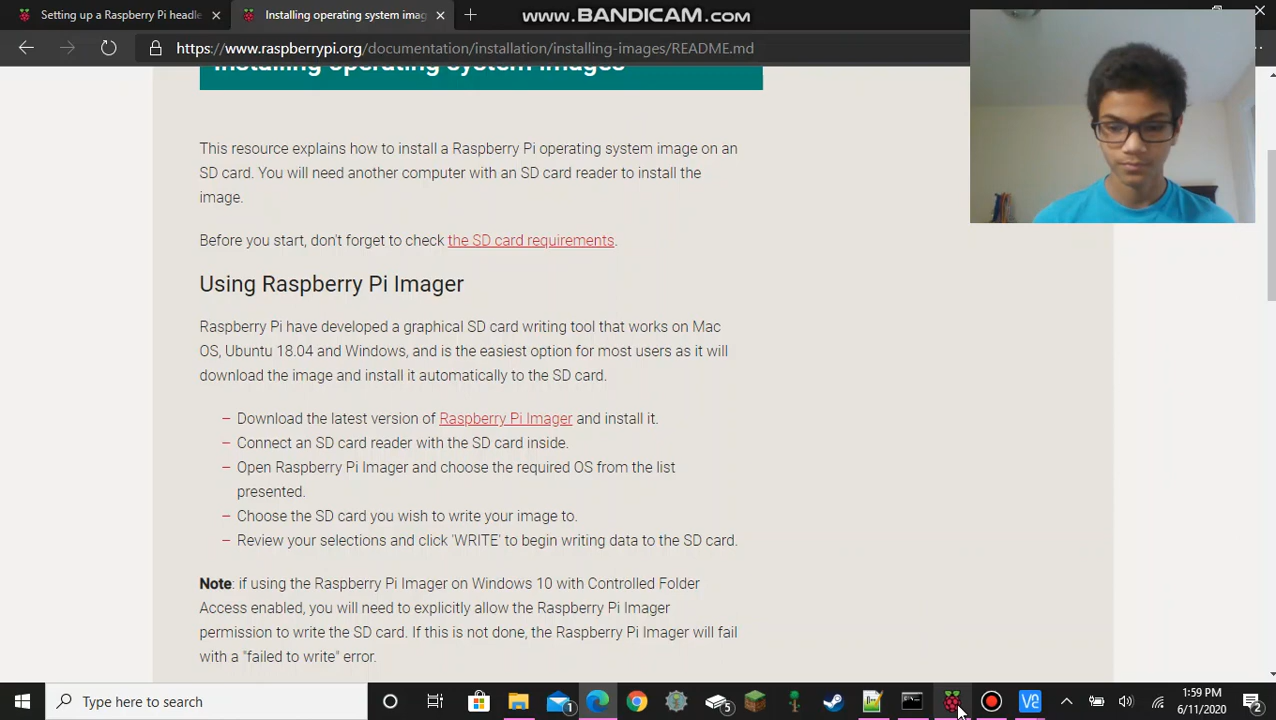 Setting up a Raspberry Pi headle
Installing operating system imag
www.BANDICAM.com
https://www.raspberrypi.org/documentation/installation/installing-images/README.md
Installing operating system images
This resource explains how to install a Raspberry Pi operating system image on an
SD card. You will need another computer with an SD card reader to install the
image.
Before you start, don't forget to check the SD card requirements.
Using Raspberry Pi Imager
Raspberry Pi have developed a graphical SD card writing tool that works on Mac
OS, Ubuntu 18.04 and Windows, and is the easiest option for most users as it will
download the image and install it automatically to the SD card.
– Download the latest version of Raspberry Pi Imager and install it.
– Connect an SD card reader with the SD card inside.
– Open Raspberry Pi Imager and choose the required OS from the list
presented.
– Choose the SD card you wish to write your image to.
– Review your selections and click 'WRITE' to begin writing data to the SD card.
Note: if using the Raspberry Pi Imager on Windows 10 with Controlled Folder
Access enabled, you will need to explicitly allow the Raspberry Pi Imager
permission to write the SD card. If this is not done, the Raspberry Pi Imager will fail
with a "failed to write" error.
Type here to search
1
5
1:59 PM
6/11/2020
2